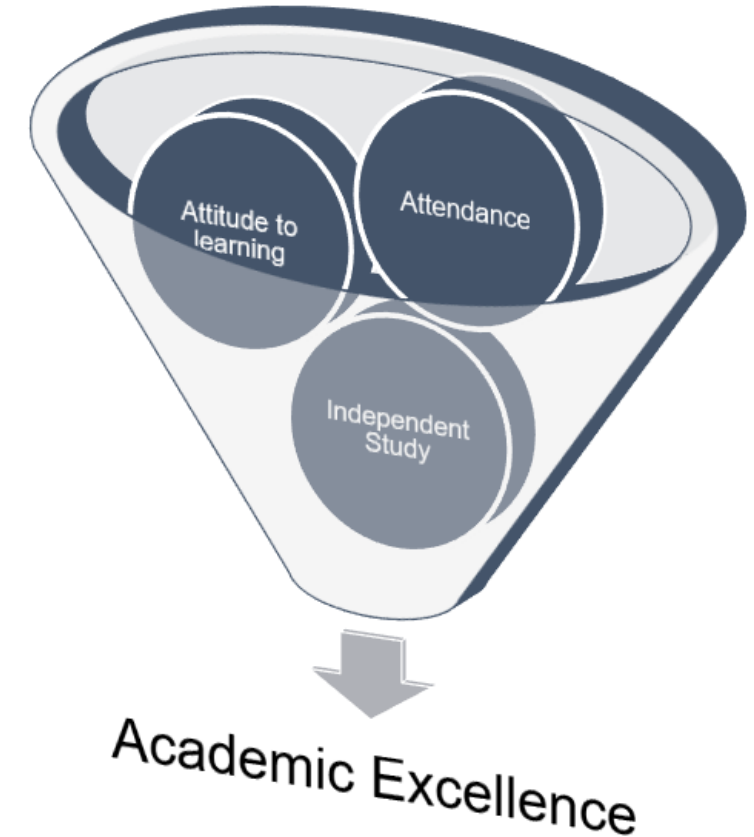 Attitude to
learning
Attendance
Independent
Study
Academic Excellence